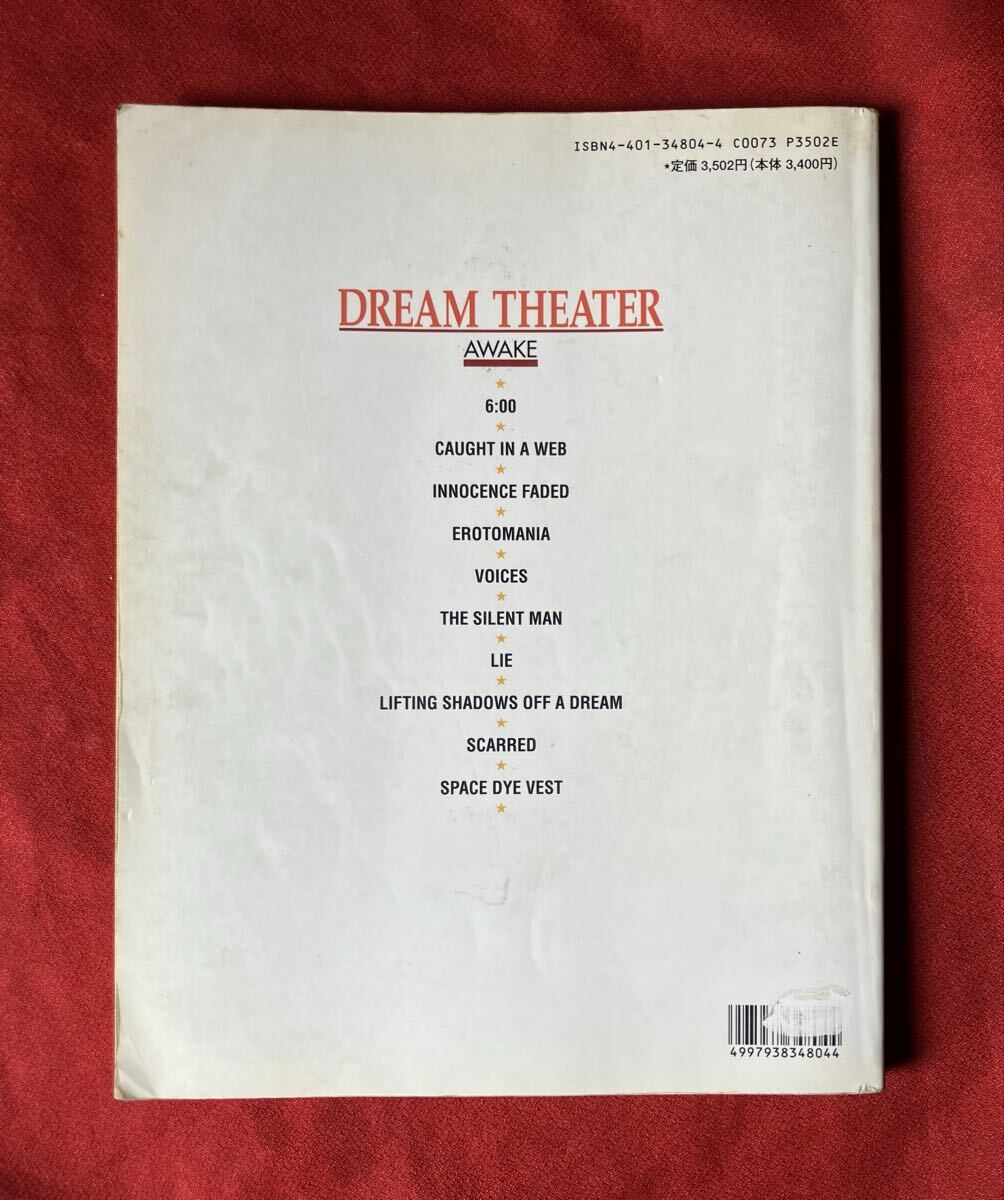 ISBN4-401-34804-4 C0073 P3502E
★定価 3,502円(本体 3,400円)
DREAM THEATER
AWAKE
★
6:00
★
CAUGHT IN A WEB
★
INNOCENCE FADED
★
EROTOMANIA
★
VOICES
★
THE SILENT MAN
★
LIE
★
LIFTING SHADOWS OFF A DREAM
★
SCARRED
★
SPACE DYE VEST
★
4997938348044